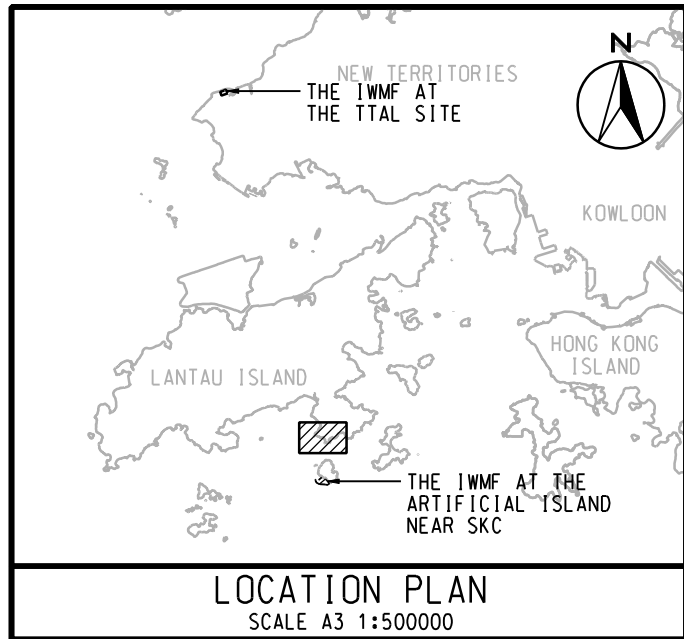 N
NEW TERRITORIES
THE IWMF AT
THE TTAL SITE
KOWLOON
HONG KONG
ISLAND
LANTAU ISLAND
THE IWMF AT THE
ARTIFICIAL ISLAND
NEAR SKC
LOCATION PLAN
SCALE A3 1:500000